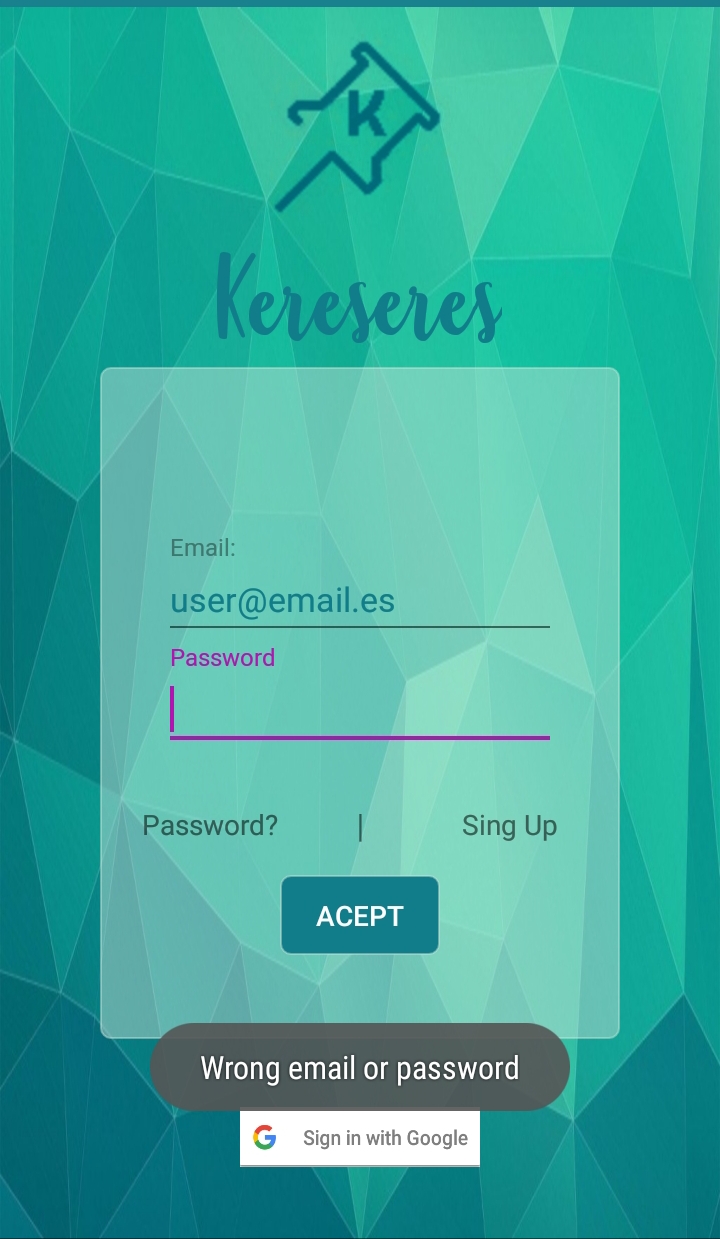 K
Kereseres
Email:
user@email.es
Password
Password? | Sing Up
ACEPT
Wrong email or password
Sign in with Google